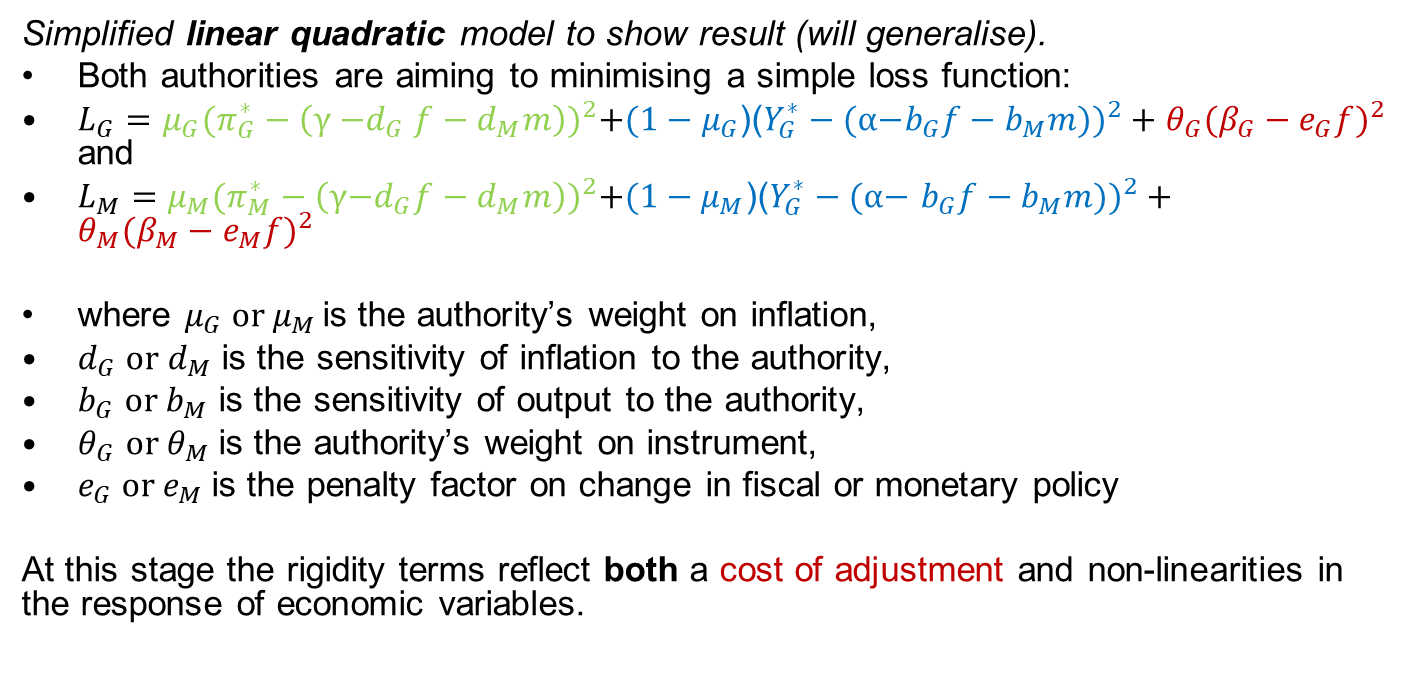 Simplified linear quadratic model to show result (will generalise).
• Both authorities are aiming to minimising a simple loss function:
• L_G = μ_G(π*_G − (γ −d_G f − d_M m))²+(1 − μ_G)(Y*_G − (α−b_G f − b_M m))² + θ_G(β_G − e_G f)²
and
• L_M = μ_M(π*_M − (γ−d_G f − d_M m))²+(1 − μ_M)(Y*_G − (α− b_G f − b_M m))² +
θ_M(β_M − e_M f)²
• where μ_G or μ_M is the authority’s weight on inflation,
• d_G or d_M is the sensitivity of inflation to the authority,
• b_G or b_M is the sensitivity of output to the authority,
• θ_G or θ_M is the authority’s weight on instrument,
• e_G or e_M is the penalty factor on change in fiscal or monetary policy
At this stage the rigidity terms reflect both a cost of adjustment and non-linearities in
the response of economic variables.